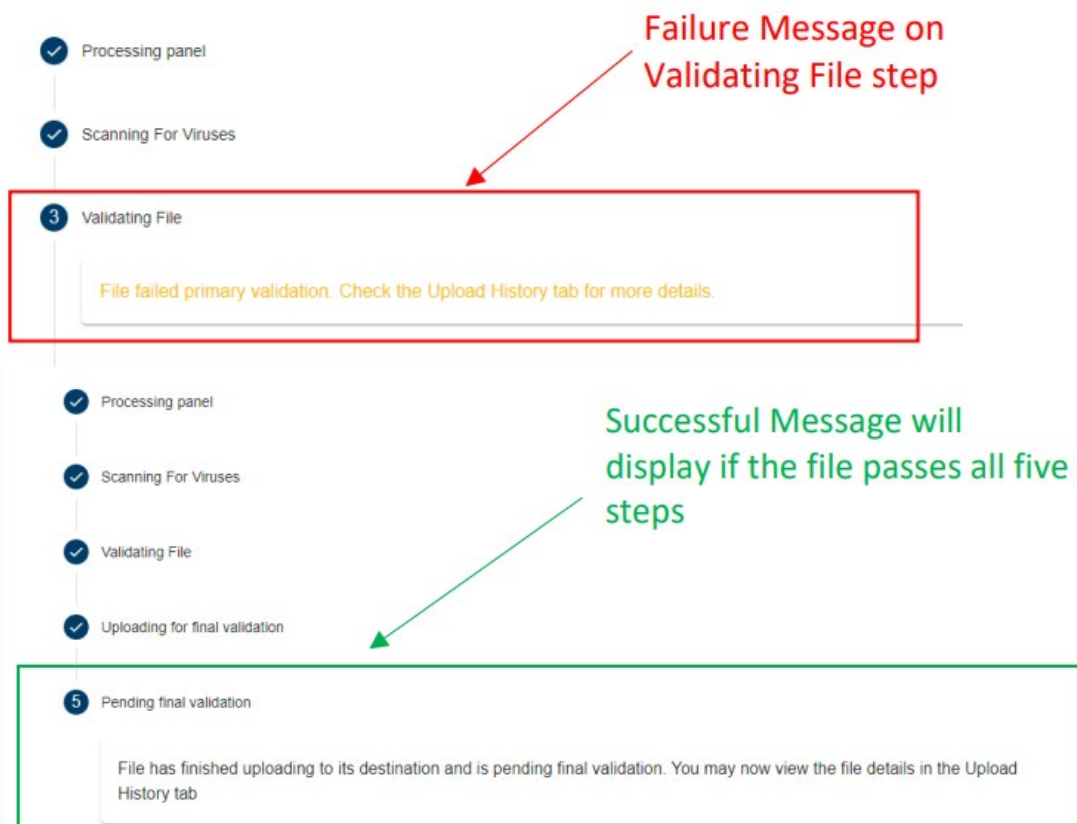 Failure Message on
Validating File step
Processing panel
Scanning For Viruses
3 Validating File
File failed primary validation. Check the Upload History tab for more details.
Processing panel
Successful Message will
display if the file passes all five
steps
Scanning For Viruses
Validating File
Uploading for final validation
5 Pending final validation
File has finished uploading to its destination and is pending final validation. You may now view the file details in the Upload
History tab